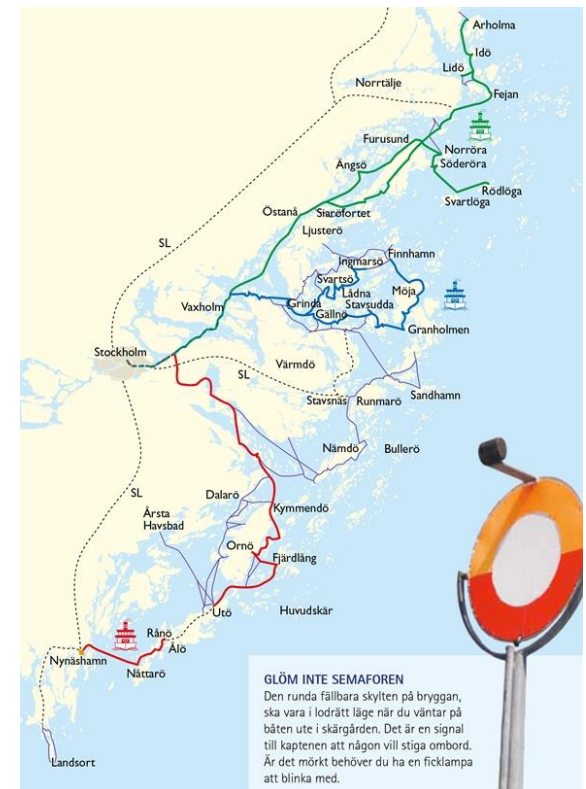 Arholma
Idö
Lidö
Norrtälje
Fejan
Furusund
Norröra
Söderöra
Ängsö
Rödlöga
Svartlöga
Östanå
Siaröfortet
Ljusterö
SL
Ingmarsö
Finnhamn
Svartsö
Lådna
Möja
Vaxholm
Grinda
Stavsudda
Gällnö
Granholmen
Stockholm
Värmdö
SL
Stavsnäs
Runmarö
Sandhamn
Nämdö
Bullerö
SL
Dalarö
Årsta
Havsbad
Kymmendö
Ornö
Fjärdlång
Utö
Huvudskär
Rånö
Ålö
Nynäshamn
Nåttarö
Landsort
GLÖM INTE SEMAFOREN
Den runda fällbara skylten på bryggan,
ska vara i lodrätt läge när du väntar på
båten ute i skärgården. Det är en signal
till kaptenen att någon vill stiga ombord.
Är det mörkt behöver du ha en ficklampa
att blinka med.